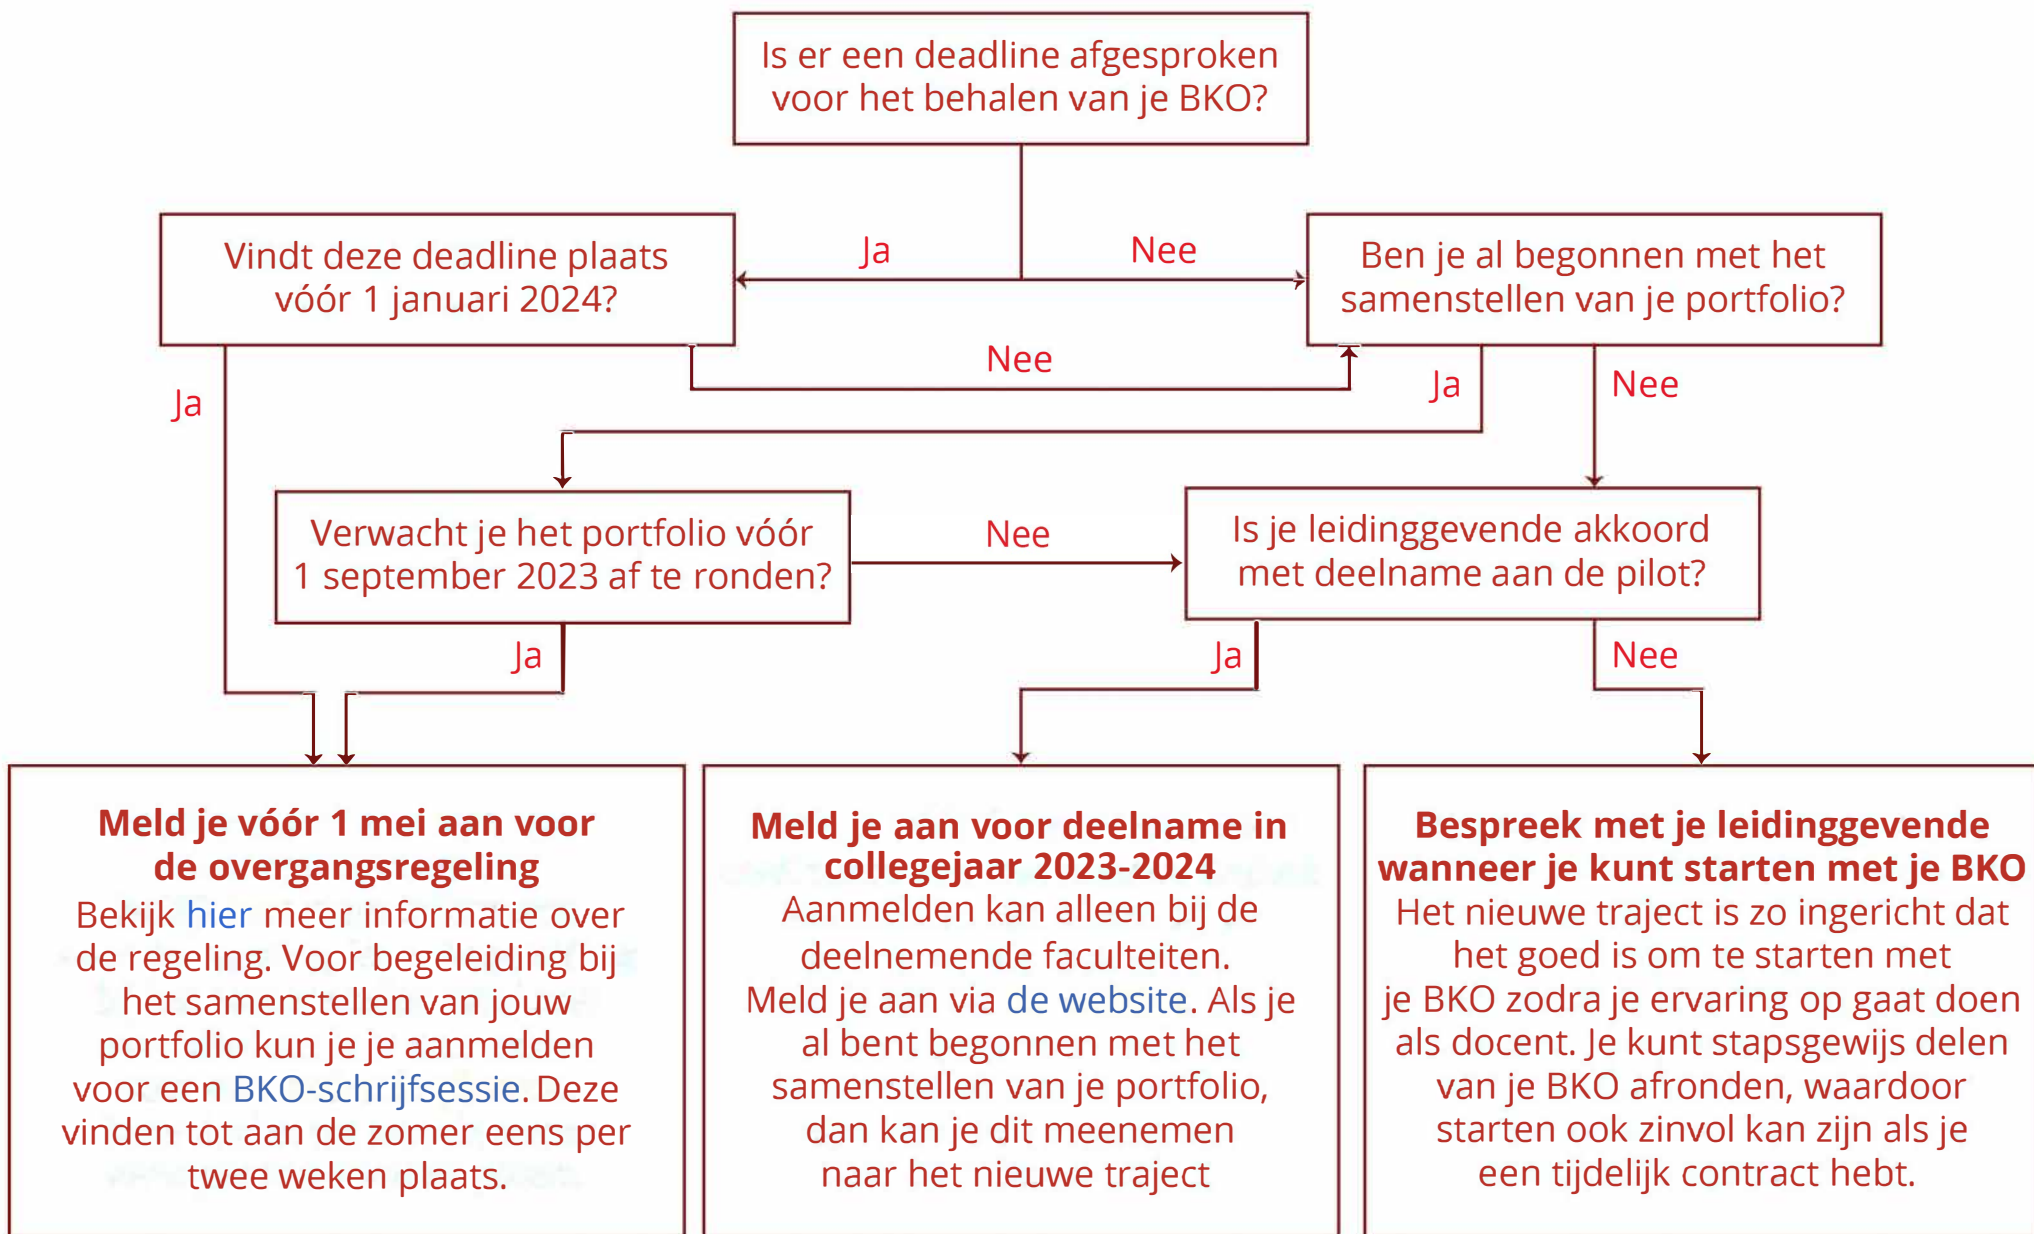 Is er een deadline afgesproken
voor het behalen van je BKO?
Vindt deze deadline plaats
vóór 1 januari 2024?
Ja
Nee
Ben je al begonnen met het
samenstellen van je portfolio?
Nee
Ja
Ja
Nee
Verwacht je het portfolio vóór
1 september 2023 af te ronden?
Nee
Is je leidinggevende akkoord
met deelname aan de pilot?
Ja
Ja
Nee
Meld je vóór 1 mei aan voor
de overgangsregeling
Bekijk hier meer informatie over
de regeling. Voor begeleiding bij
het samenstellen van jouw
portfolio kun je je aanmelden
voor een BKO-schrijfsessie. Deze
vinden tot aan de zomer eens per
twee weken plaats.
Meld je aan voor deelname in
collegejaar 2023-2024
Aanmelden kan alleen bij de
deelnemende faculteiten.
Meld je aan via de website. Als je
al bent begonnen met het
samenstellen van je portfolio,
dan kan je dit meenemen
naar het nieuwe traject
Bespreek met je leidinggevende
wanneer je kunt starten met je BKO
Het nieuwe traject is zo ingericht dat
het goed is om te starten met
je BKO zodra je ervaring op gaat doen
als docent. Je kunt stapsgewijs delen
van je BKO afronden, waardoor
starten ook zinvol kan zijn als je
een tijdelijk contract hebt.